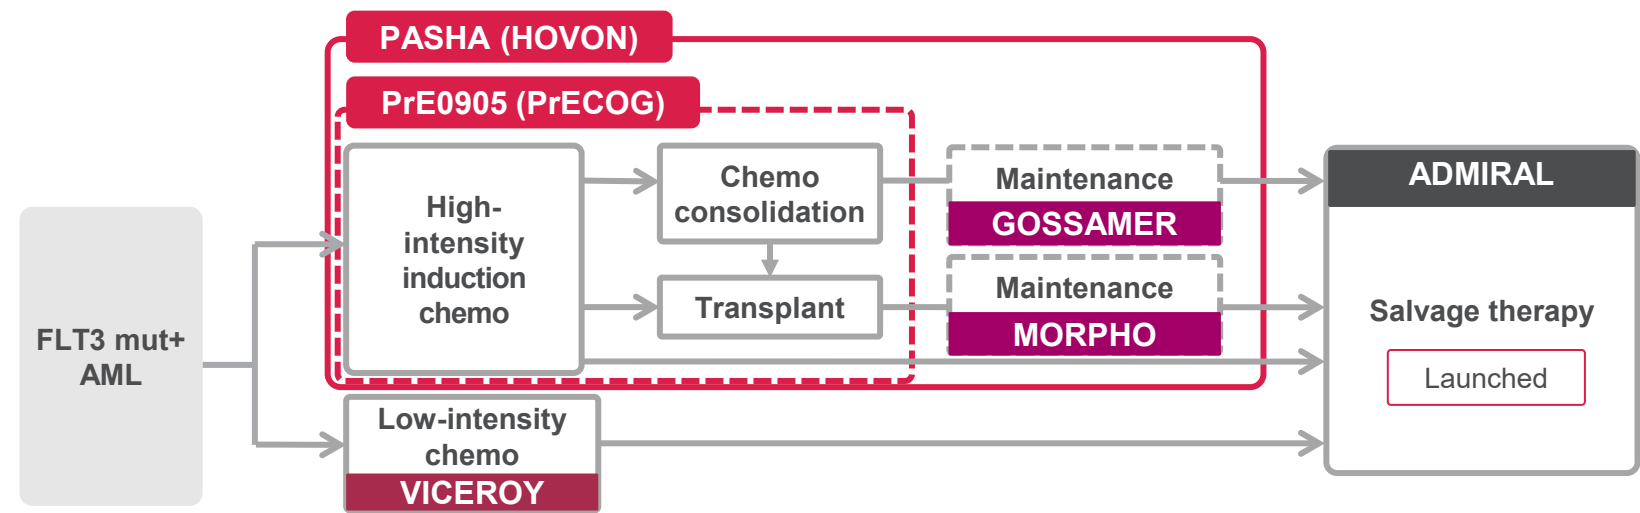 PASHA (HOVON)
PrE0905 (PrECOG)
FLT3 mut+
AML
High-
intensity
induction
chemo
Chemo
consolidation
Transplant
Maintenance
GOSSAMER
Maintenance
MORPHO
Low-intensity
chemo
VICEROY
ADMIRAL
Salvage therapy
Launched